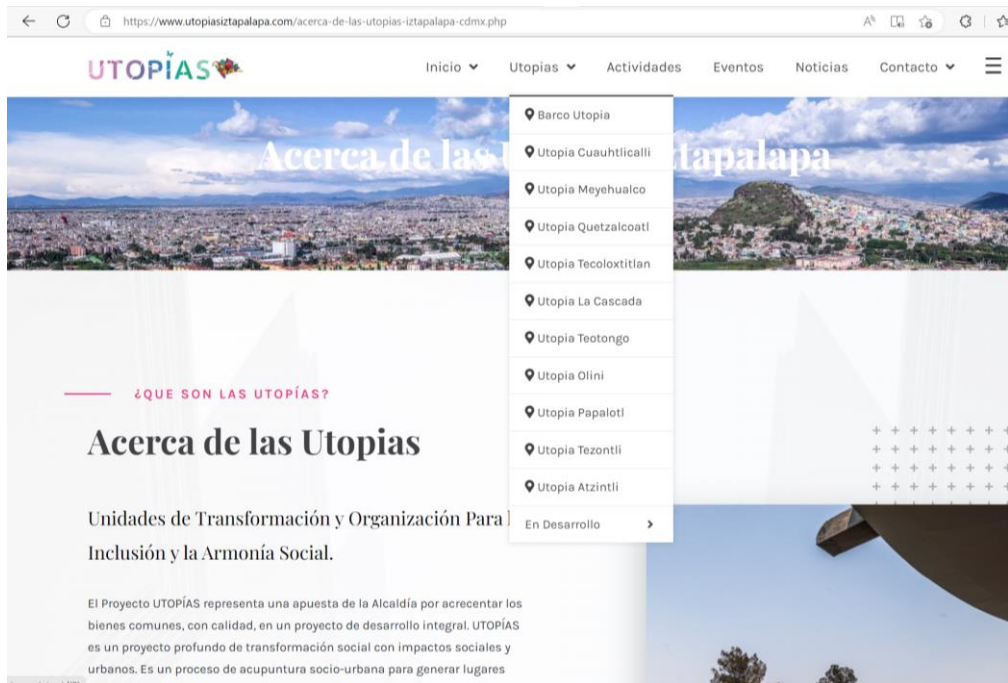 https://www.utopiasiztapalapa.com/acerca-de-las-utopias-iztapalapa-cdmx.php
UTOPÍAS
Inicio Utopias Actividades Eventos Noticias Contacto
Acerca de las
ztapalapa
Barco Utopia
Utopia Cuauhtlicalli
Utopia Meyehualco
Utopia Quetzalcoatl
Utopia Tecoloxtitlan
Utopia La Cascada
Utopia Teotongo
Utopia Olini
Utopia Papalotl
Utopia Tezontli
Utopia Atzintli
En Desarrollo
¿QUE SON LAS UTOPÍAS?
Acerca de las Utopias
Unidades de Transformación y Organización Para
Inclusión y la Armonía Social.
El Proyecto UTOPÍAS representa una apuesta de la Alcaldía por acrecentar los
bienes comunes, con calidad, en un proyecto de desarrollo integral. UTOPÍAS
es un proyecto profundo de transformación social con impactos sociales y
urbanos. Es un proceso de acupuntura socio-urbana para generar lugares